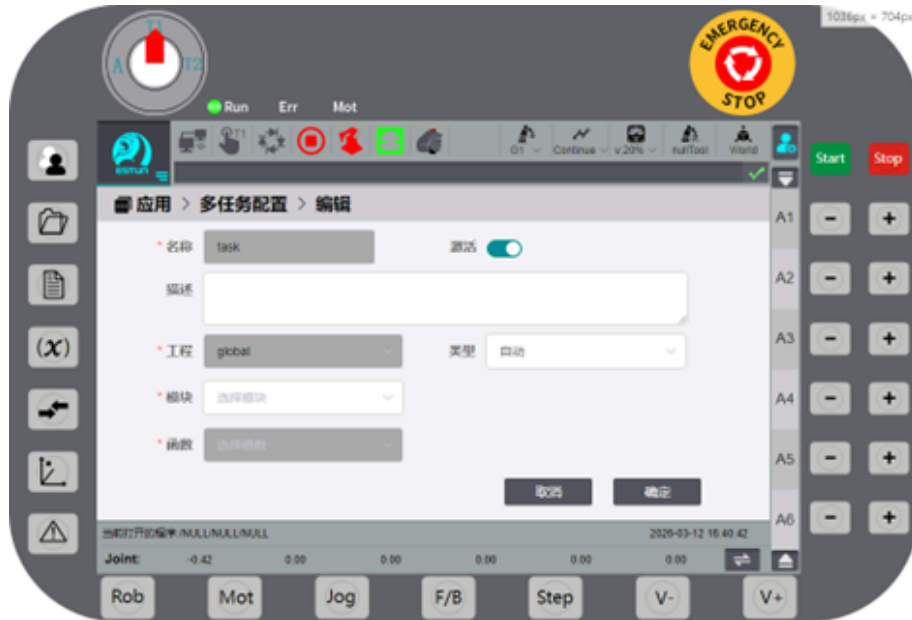 1036px × 704px
T1
A
T2
EMERGENCY
STOP
Run Err Mot
T1
G1 Continue V:20% nullTool World
ESTUN
Start Stop
应用 > 多任务配置 > 编辑
A1
* 名称 task 激活
A2
描述
A3
* 工程 global 类型 自动
A4
* 模块 选择模块
* 函数 选择函数
A5
取消 确定
A6
当前打开的程序:/NULL/NULL/NULL 2026-03-12 16:40:42
Joint: -0.42 0.00 0.00 0.00 0.00 0.00
(x)
Rob Mot Jog F/B Step V- V+